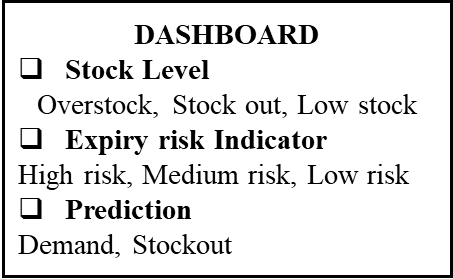 DASHBOARD
❑ Stock Level
Overstock, Stock out, Low stock
❑ Expiry risk Indicator
High risk, Medium risk, Low risk
❑ Prediction
Demand, Stockout